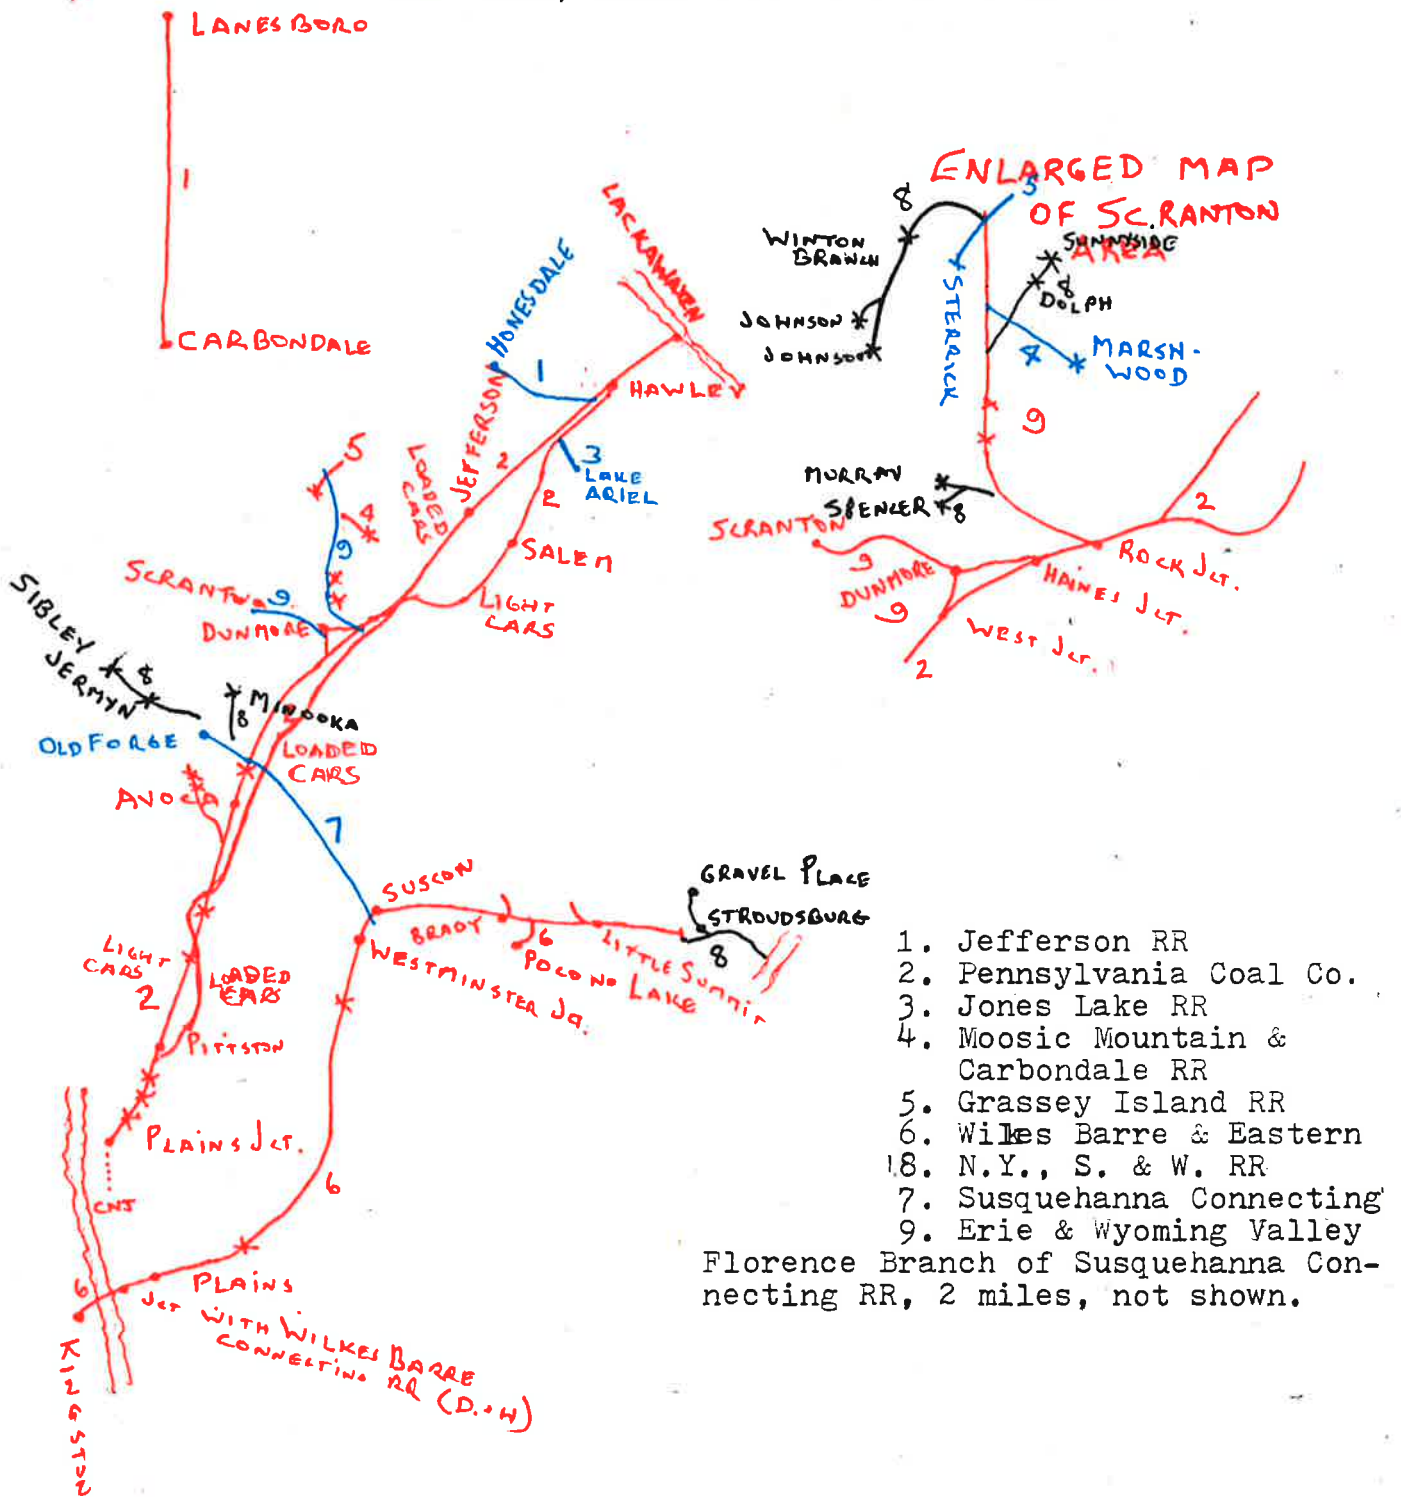 LANESBORO
1
CARBONDALE
ENLARGED MAP
OF SCRANTON
AREA
5
8
WINTON
BRANCH
JOHNSON
JOHNSON
STERRICK
SUNNYSIDE
8
DOLPH
4
MARSH-
WOOD
9
MURRAY
SPENCER
8
SCRANTON
9
DUNMORE
9
2
ROCK JCT.
HAINES JCT.
WEST JCT.
2
LACKAWAXEN
HONESDALE
1
HAWLEY
JEFFERSON
2
LOADED
CARS
3
LAKE
ARIEL
2
SALEM
LIGHT
CARS
5
4
9
SCRANTON
9
DUNMORE
SIBLEY
JERMYN
8
MINOOKA
8
OLD FORGE
LOADED
CARS
AVOCA
7
SUSCON
BRADY
6
POCONO LAKE
LITTLE SUMMIT
GRAVEL PLACE
STROUDSBURG
8
WESTMINSTER JCT.
LIGHT
CARS
2
LOADED
CARS
PITTSTON
PLAINS JCT.
CNJ
6
PLAINS
6
JCT WITH WILKES BARRE
CONNECTING RR (D.&H)
KINGSTON
1. Jefferson RR
2. Pennsylvania Coal Co.
3. Jones Lake RR
4. Moosic Mountain &
Carbondale RR
5. Grassey Island RR
6. Wilkes Barre & Eastern
18. N.Y., S. & W. RR
7. Susquehanna Connecting
9. Erie & Wyoming Valley
Florence Branch of Susquehanna Con-
necting RR, 2 miles, not shown.